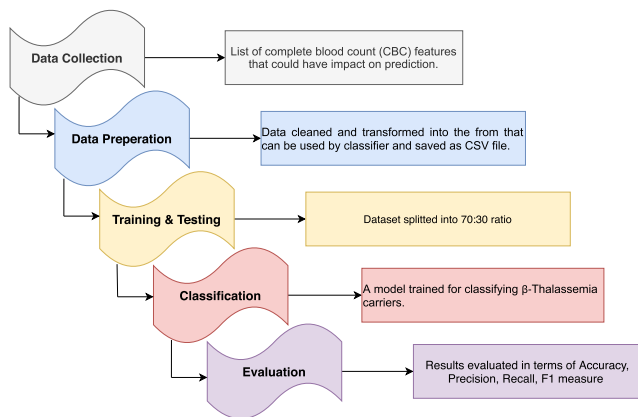 Data Collection
List of complete blood count (CBC) features
that could have impact on prediction.
Data Preperation
Data cleaned and transformed into the from that
can be used by classifier and saved as CSV file.
Training & Testing
Dataset splitted into 70:30 ratio
Classification
A model trained for classifying β-Thalassemia
carriers.
Evaluation
Results evaluated in terms of Accuracy,
Precision, Recall, F1 measure